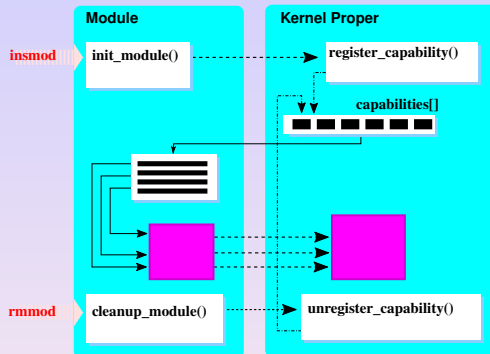 Module
Kernel Proper
insmod
init_module()
register_capability()
capabilities[]
rmmod
cleanup_module()
unregister_capability()